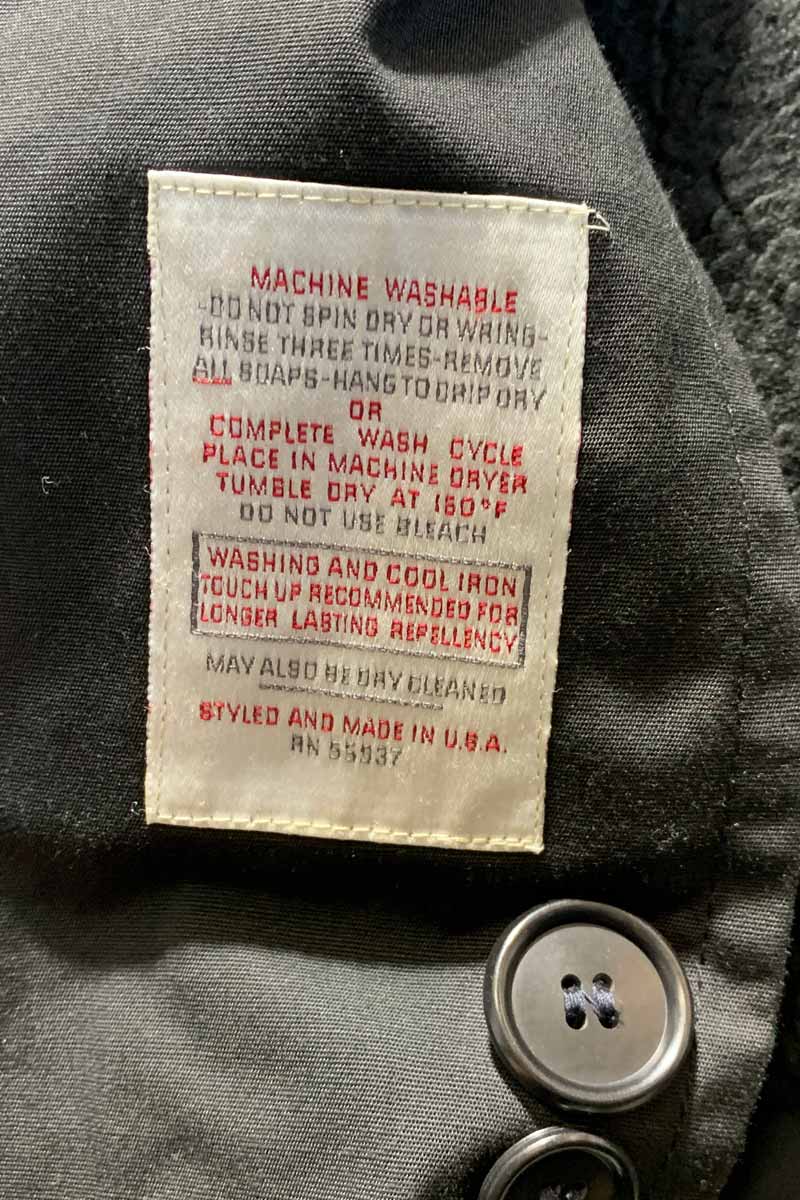 MACHINE WASHABLE
-DO NOT SPIN DRY OR WRING-
RINSE THREE TIMES-REMOVE
ALL SOAPS-HANG TO DRIP DRY
OR
COMPLETE WASH CYCLE
PLACE IN MACHINE DRYER
TUMBLE DRY AT 160°F
DO NOT USE BLEACH
WASHING AND COOL IRON
TOUCH UP RECOMMENDED FOR
LONGER LASTING REPELLENCY
MAY ALSO BE DRY CLEANED
STYLED AND MADE IN U.S.A.
RN 55937